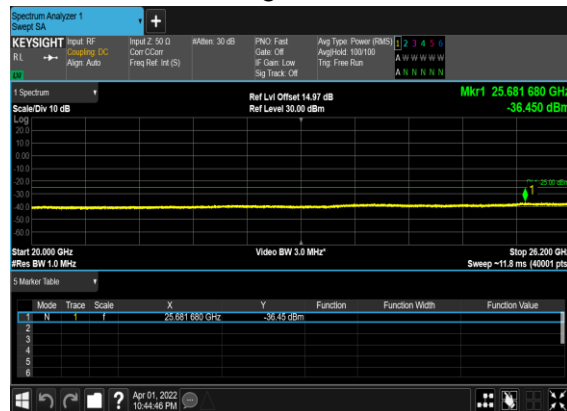 Spectrum Analyzer 1
Swept SA
+
KEYSIGHT Input: RF Input Z: 50 Ω #Atten: 30 dB PNO: Fast Avg Type: Power (RMS) 1 2 3 4 5 6
RL Coupling: DC Corr CCorr Gate: Off Avg|Hold: 100/100 A W W W W W
Align: Auto Freq Ref: Int (S) IF Gain: Low Trig: Free Run
Sig Track: Off A N N N N N
1 Spectrum Ref Lvl Offset 14.97 dB Mkr1 25.681 680 GHz
Scale/Div 10 dB Ref Level 30.00 dBm -36.450 dBm
Log
20.0
10.0
0.00
-10.0
-20.0
-25.00 dBm
-30.0
1
-40.0
-50.0
-60.0
Start 20.000 GHz Video BW 3.0 MHz* Stop 26.200 GHz
#Res BW 1.0 MHz Sweep ~11.8 ms (40001 pts)
5 Marker Table
Mode Trace Scale X Y Function Function Width Function Value
1 N 1 f 25.681 680 GHz -36.45 dBm
2
3
4
5
6
? Apr 01, 2022
10:44:46 PM